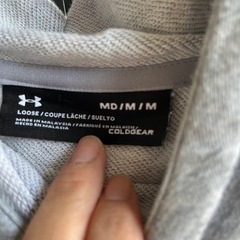 MD / M / M
LOOSE / COUPE LÂCHE / SUELTO
MADE IN MALAYSIA / FABRIQUÉ EN MALAISIE /
HECHO EN MALASIA
COLDGEAR